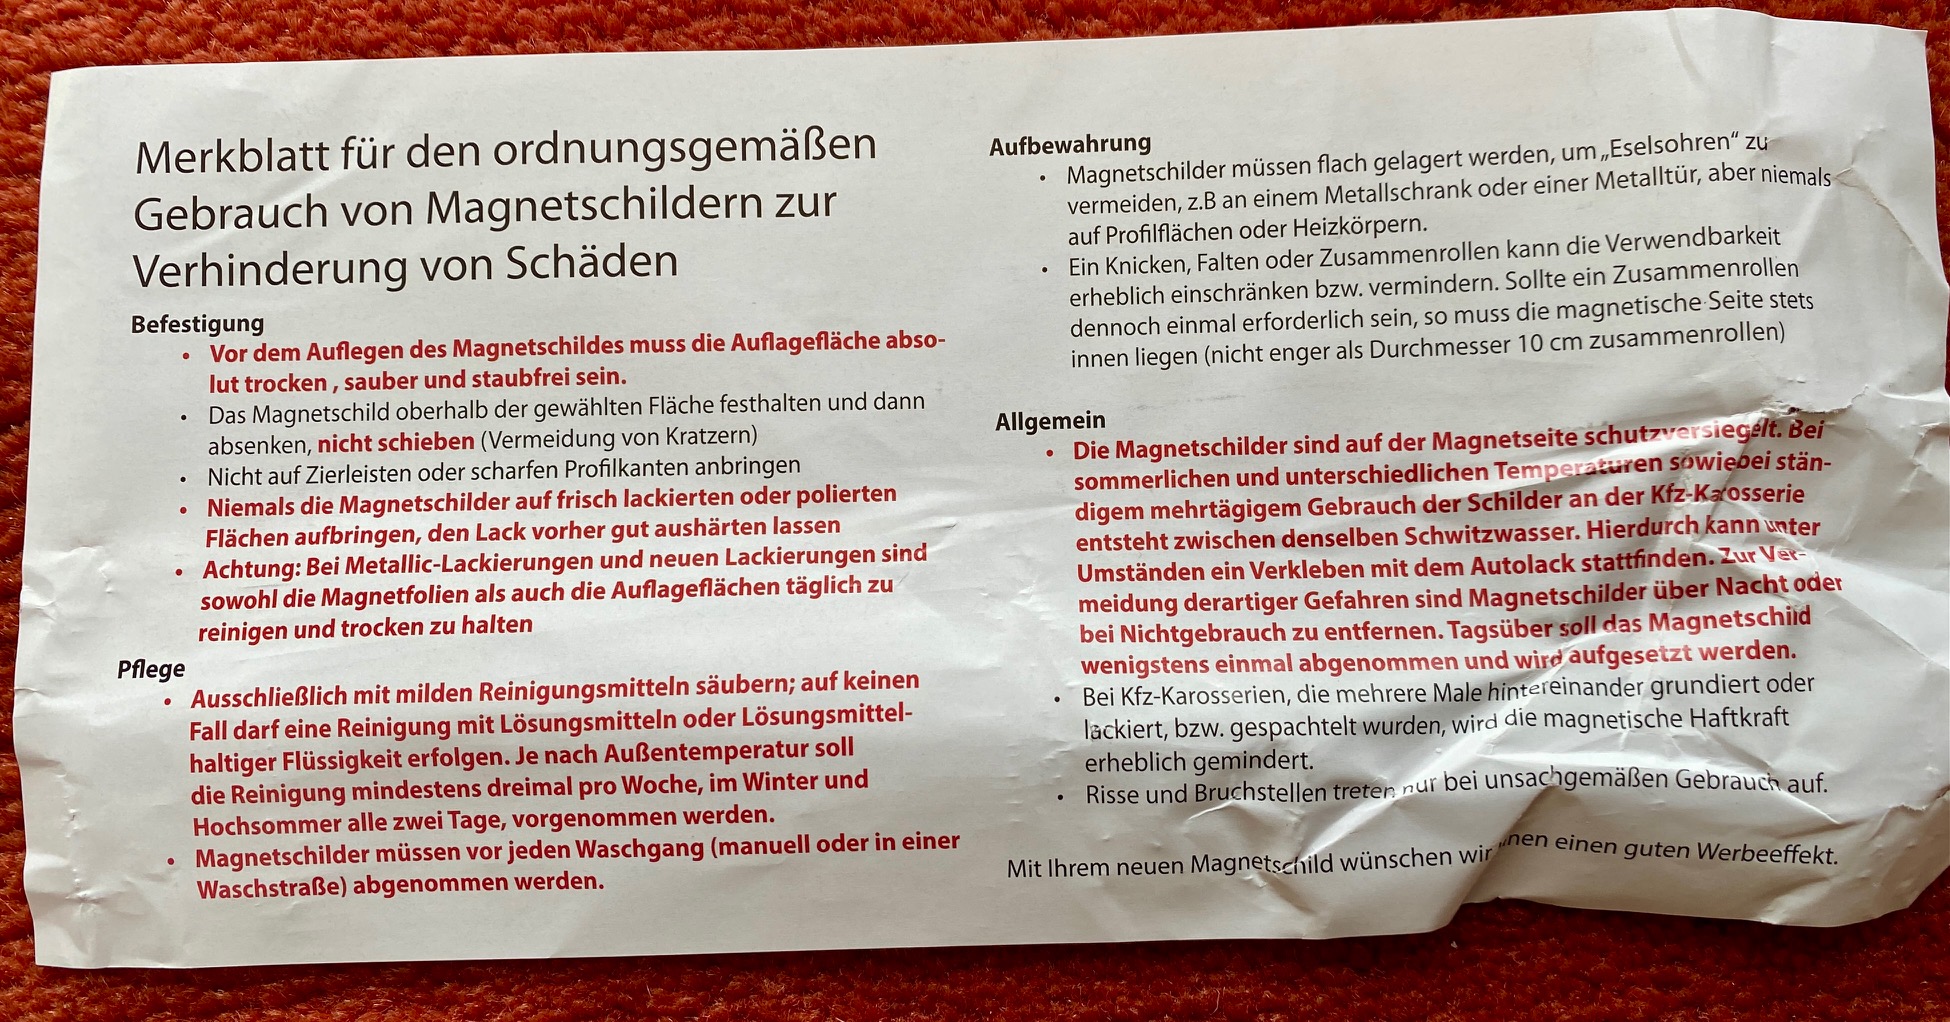 Merkblatt für den ordnungsgemäßen
Gebrauch von Magnetschildern zur
Verhinderung von Schäden
Befestigung
• Vor dem Auflegen des Magnetschildes muss die Auflagefläche abso-
lut trocken , sauber und staubfrei sein.
• Das Magnetschild oberhalb der gewählten Fläche festhalten und dann
absenken, nicht schieben (Vermeidung von Kratzern)
• Nicht auf Zierleisten oder scharfen Profilkanten anbringen
• Niemals die Magnetschilder auf frisch lackierten oder polierten
Flächen aufbringen, den Lack vorher gut aushärten lassen
• Achtung: Bei Metallic-Lackierungen und neuen Lackierungen sind
sowohl die Magnetfolien als auch die Auflageflächen täglich zu
reinigen und trocken zu halten
Pflege
• Ausschließlich mit milden Reinigungsmitteln säubern; auf keinen
Fall darf eine Reinigung mit Lösungsmitteln oder Lösungsmittel-
haltiger Flüssigkeit erfolgen. Je nach Außentemperatur soll
die Reinigung mindestens dreimal pro Woche, im Winter und
Hochsommer alle zwei Tage, vorgenommen werden.
• Magnetschilder müssen vor jeden Waschgang (manuell oder in einer
Waschstraße) abgenommen werden.
Aufbewahrung
• Magnetschilder müssen flach gelagert werden, um „Eselsohren“ zu
vermeiden, z.B an einem Metallschrank oder einer Metalltür, aber niemals
auf Profilflächen oder Heizkörpern.
• Ein Knicken, Falten oder Zusammenrollen kann die Verwendbarkeit
erheblich einschränken bzw. vermindern. Sollte ein Zusammenrollen
dennoch einmal erforderlich sein, so muss die magnetische Seite stets
innen liegen (nicht enger als Durchmesser 10 cm zusammenrollen)
Allgemein
• Die Magnetschilder sind auf der Magnetseite schutzversiegelt. Bei
sommerlichen und unterschiedlichen Temperaturen sowiebei stän-
digem mehrtägigem Gebrauch der Schilder an der Kfz-Karosserie
entsteht zwischen denselben Schwitzwasser. Hierdurch kann unter
Umständen ein Verkleben mit dem Autolack stattfinden. Zur Ver-
meidung derartiger Gefahren sind Magnetschilder über Nacht oder
bei Nichtgebrauch zu entfernen. Tagsüber soll das Magnetschild
wenigstens einmal abgenommen und wird aufgesetzt werden.
• Bei Kfz-Karosserien, die mehrere Male hintereinander grundiert oder
lackiert, bzw. gespachtelt wurden, wird die magnetische Haftkraft
erheblich gemindert.
• Risse und Bruchstellen treten nur bei unsachgemäßen Gebrauch auf.
Mit Ihrem neuen Magnetschild wünschen wir Ihnen einen guten Werbeeffekt.